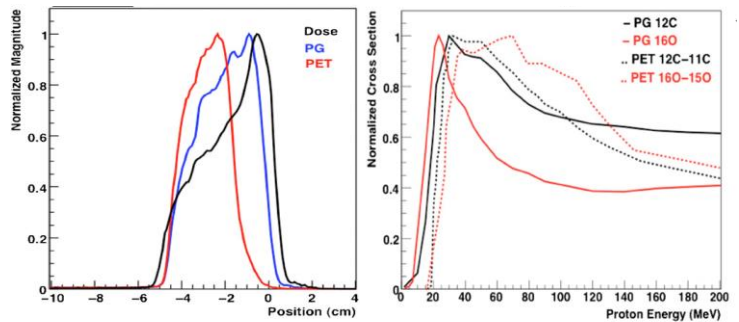 Normalized Magnitude
1
0.8
0.6
0.4
0.2
0
Dose
PG
PET
−10 −8 −6 −4 −2 0 2 4
Position (cm)
Normalized Cross Section
1
0.8
0.6
0.4
0.2
0
– PG 12C
– PG 16O
.. PET 12C–11C
.. PET 16O–15O
20 40 60 80 100 120 140 160 180 200
Proton Energy (MeV)